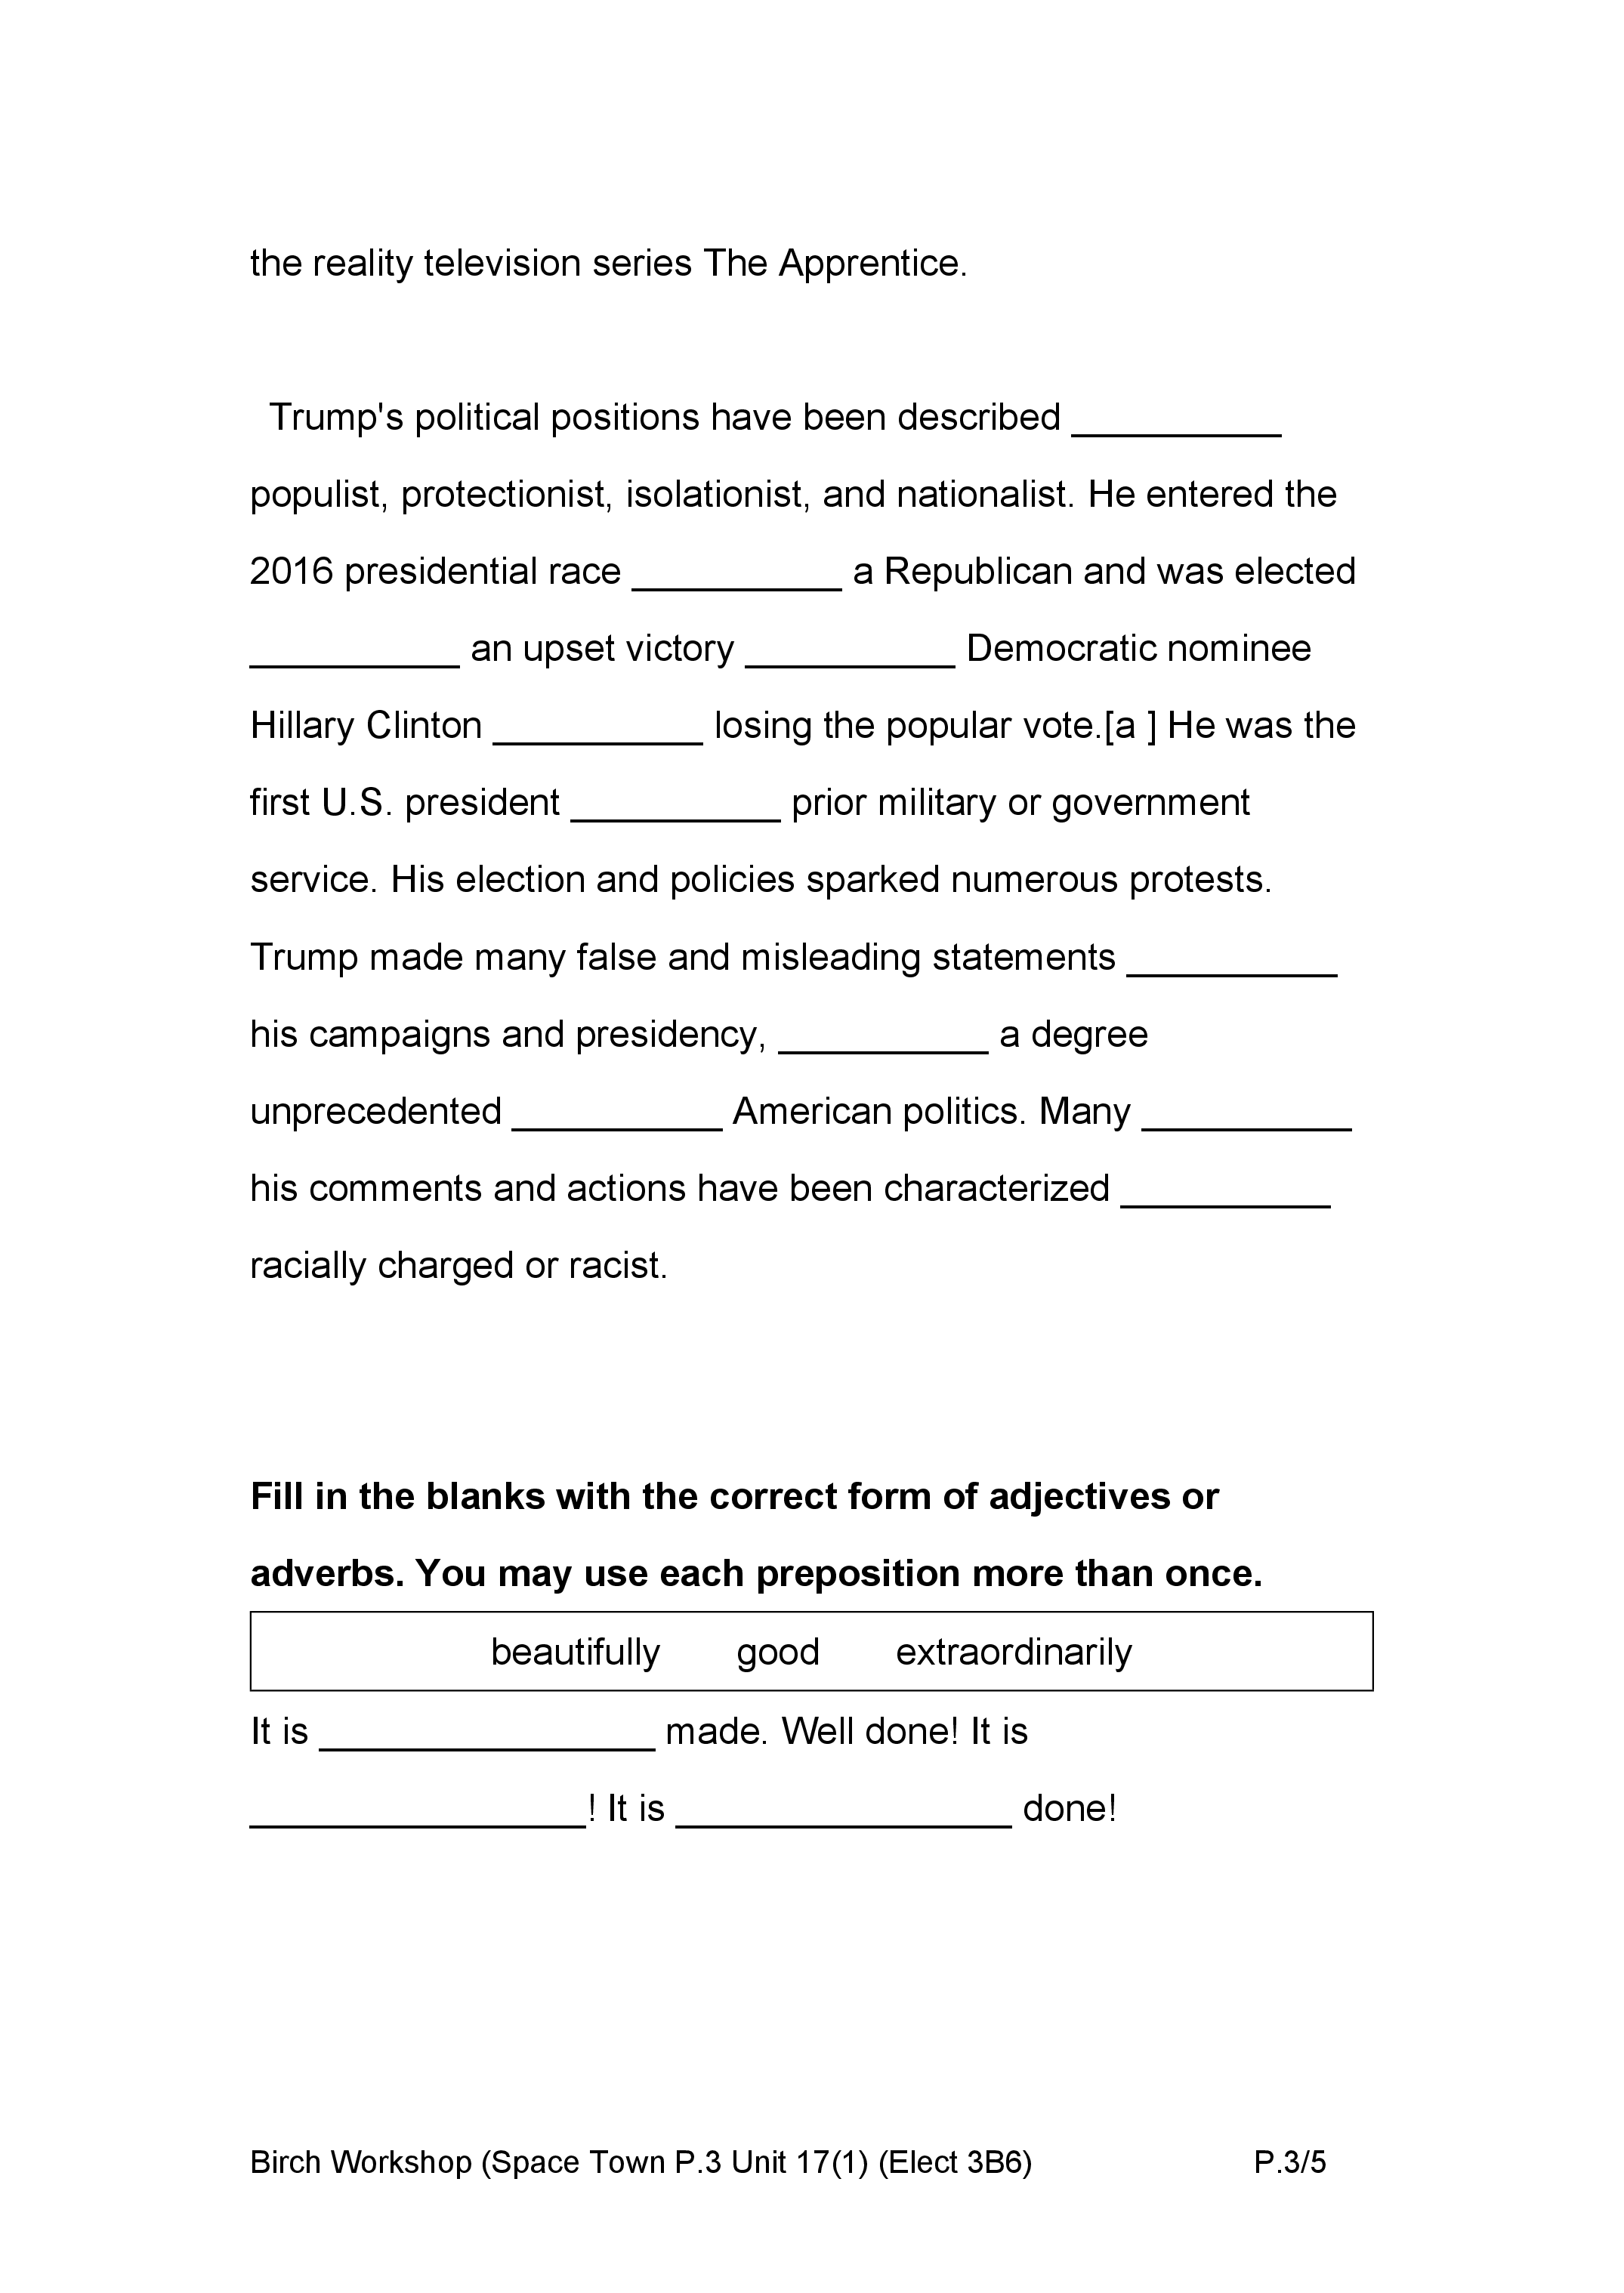 the reality television series The Apprentice.
Trump's political positions have been described __________
populist, protectionist, isolationist, and nationalist. He entered the
2016 presidential race __________ a Republican and was elected
__________ an upset victory __________ Democratic nominee
Hillary Clinton __________ losing the popular vote.[a ] He was the
first U.S. president __________ prior military or government
service. His election and policies sparked numerous protests.
Trump made many false and misleading statements __________
his campaigns and presidency, __________ a degree
unprecedented __________ American politics. Many __________
his comments and actions have been characterized __________
racially charged or racist.
Fill in the blanks with the correct form of adjectives or
adverbs. You may use each preposition more than once.
beautifully good extraordinarily
It is ________________ made. Well done! It is
________________! It is ________________ done!
Birch Workshop (Space Town P.3 Unit 17(1) (Elect 3B6) P.3/5